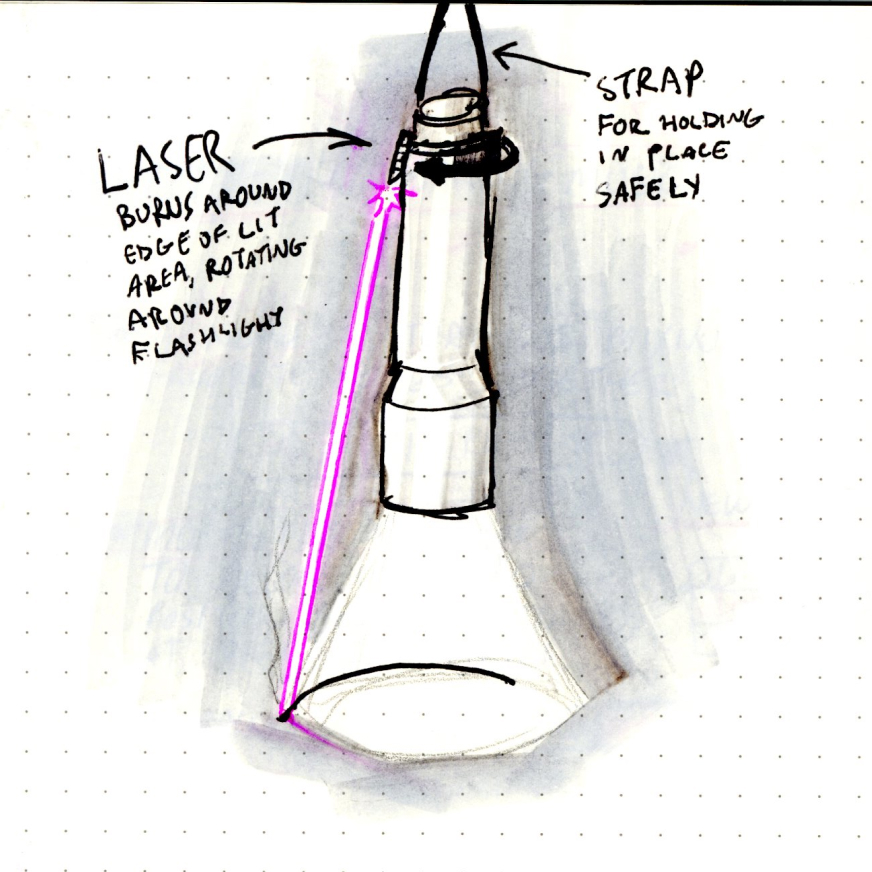 LASER
BURNS AROUND
EDGE OF LIT
AREA, ROTATING
AROUND
FLASHLIGHT
STRAP
FOR HOLDING
IN PLACE
SAFELY